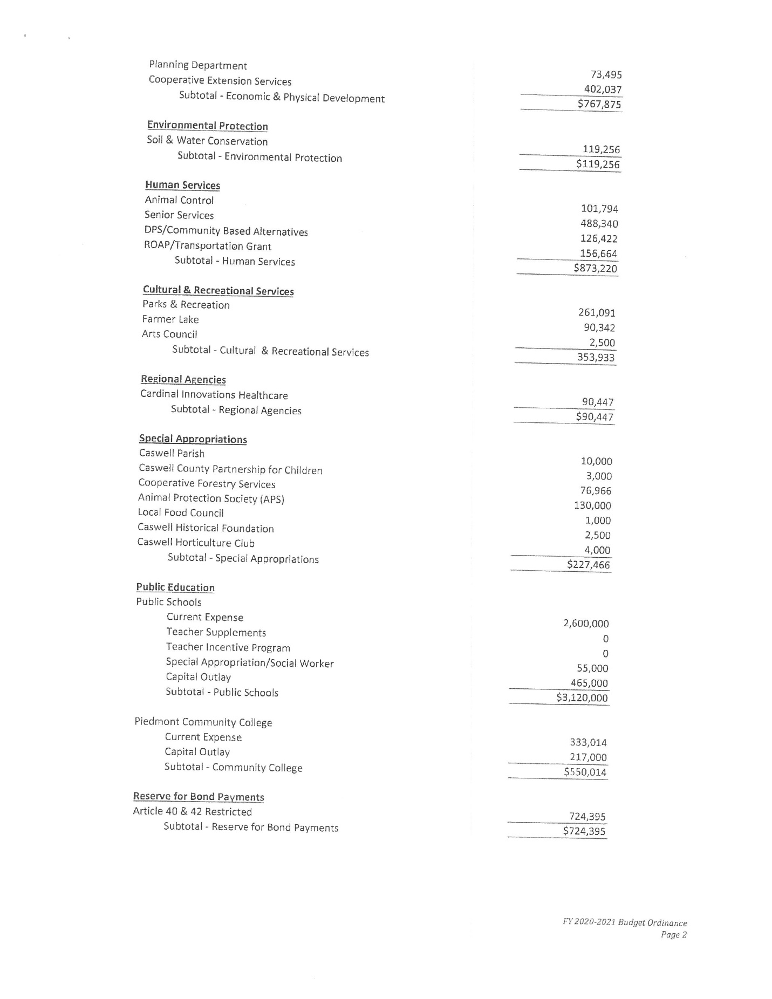 Planning Department 73,495
Cooperative Extension Services 402,037
Subtotal - Economic & Physical Development $767,875
Environmental Protection
Soil & Water Conservation 119,256
Subtotal - Environmental Protection $119,256
Human Services
Animal Control 101,794
Senior Services 488,340
DPS/Community Based Alternatives 126,422
ROAP/Transportation Grant 156,664
Subtotal - Human Services $873,220
Cultural & Recreational Services
Parks & Recreation 261,091
Farmer Lake 90,342
Arts Council 2,500
Subtotal - Cultural & Recreational Services 353,933
Regional Agencies
Cardinal Innovations Healthcare 90,447
Subtotal - Regional Agencies $90,447
Special Appropriations
Caswell Parish 10,000
Caswell County Partnership for Children 3,000
Cooperative Forestry Services 76,966
Animal Protection Society (APS) 130,000
Local Food Council 1,000
Caswell Historical Foundation 2,500
Caswell Horticulture Club 4,000
Subtotal - Special Appropriations $227,466
Public Education
Public Schools
Current Expense 2,600,000
Teacher Supplements 0
Teacher Incentive Program 0
Special Appropriation/Social Worker 55,000
Capital Outlay 465,000
Subtotal - Public Schools $3,120,000
Piedmont Community College
Current Expense 333,014
Capital Outlay 217,000
Subtotal - Community College $550,014
Reserve for Bond Payments
Article 40 & 42 Restricted 724,395
Subtotal - Reserve for Bond Payments $724,395
FY 2020-2021 Budget Ordinance
Page 2